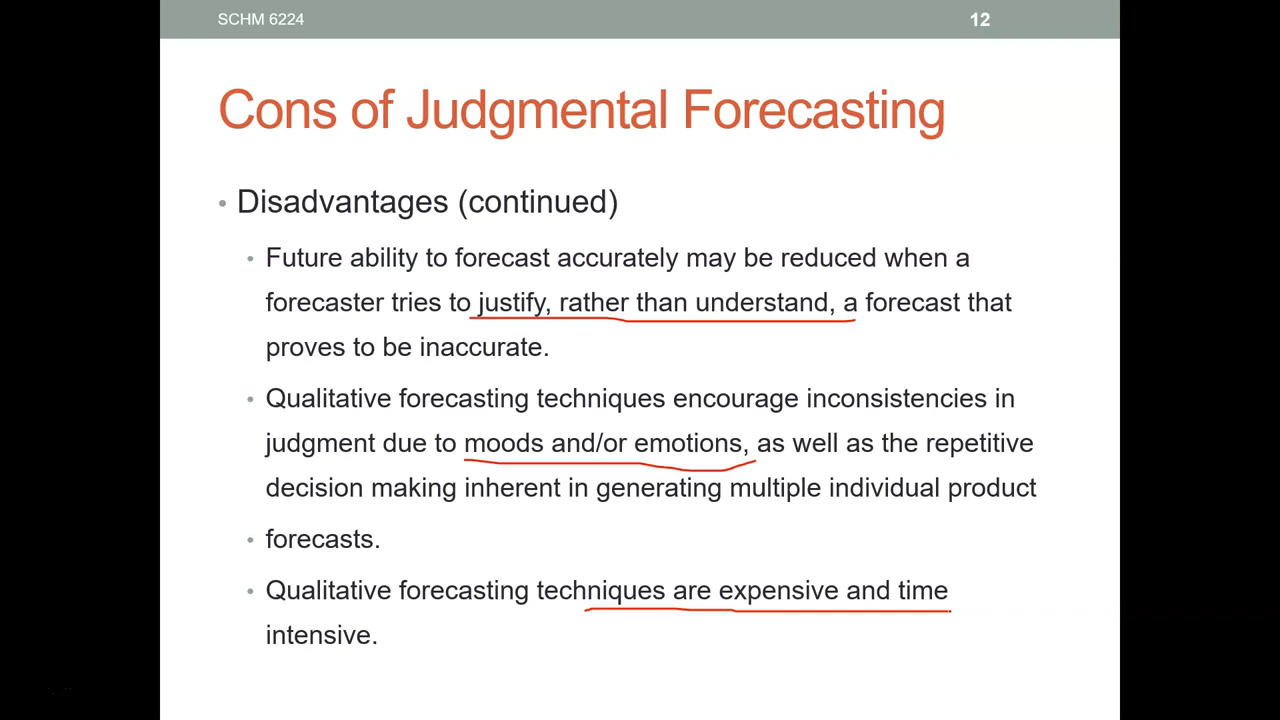 SCHM 6224
12
Cons of Judgmental Forecasting
• Disadvantages (continued)
• Future ability to forecast accurately may be reduced when a
forecaster tries to justify, rather than understand, a forecast that
proves to be inaccurate.
• Qualitative forecasting techniques encourage inconsistencies in
judgment due to moods and/or emotions, as well as the repetitive
decision making inherent in generating multiple individual product
• forecasts.
• Qualitative forecasting techniques are expensive and time
intensive.